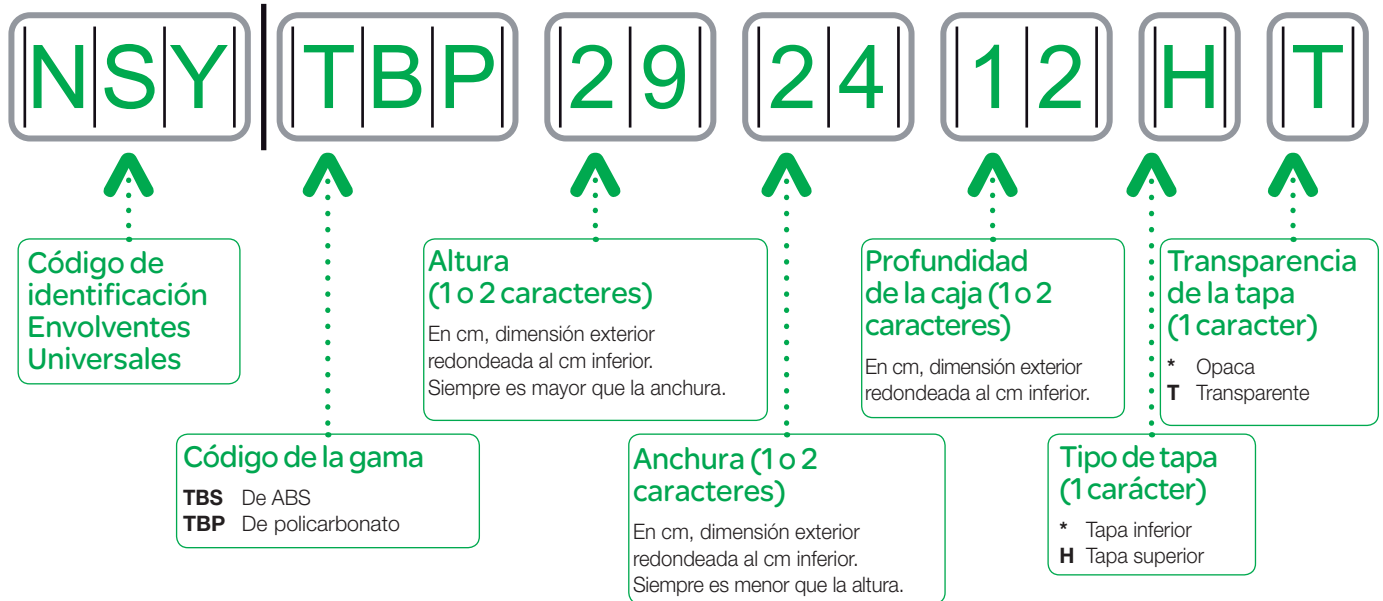 NSY TBP 29 24 12 H T
Código de
identificación
Envolventes
Universales
Altura
(1 o 2 caracteres)
En cm, dimensión exterior
redondeada al cm inferior.
Siempre es mayor que la anchura.
Profundidad
de la caja (1 o 2
caracteres)
En cm, dimensión exterior
redondeada al cm inferior.
Transparencia
de la tapa
(1 caracter)
* Opaca
T Transparente
Código de la gama
TBS De ABS
TBP De policarbonato
Anchura (1 o 2
caracteres)
En cm, dimensión exterior
redondeada al cm inferior.
Siempre es menor que la altura.
Tipo de tapa
(1 carácter)
* Tapa inferior
H Tapa superior